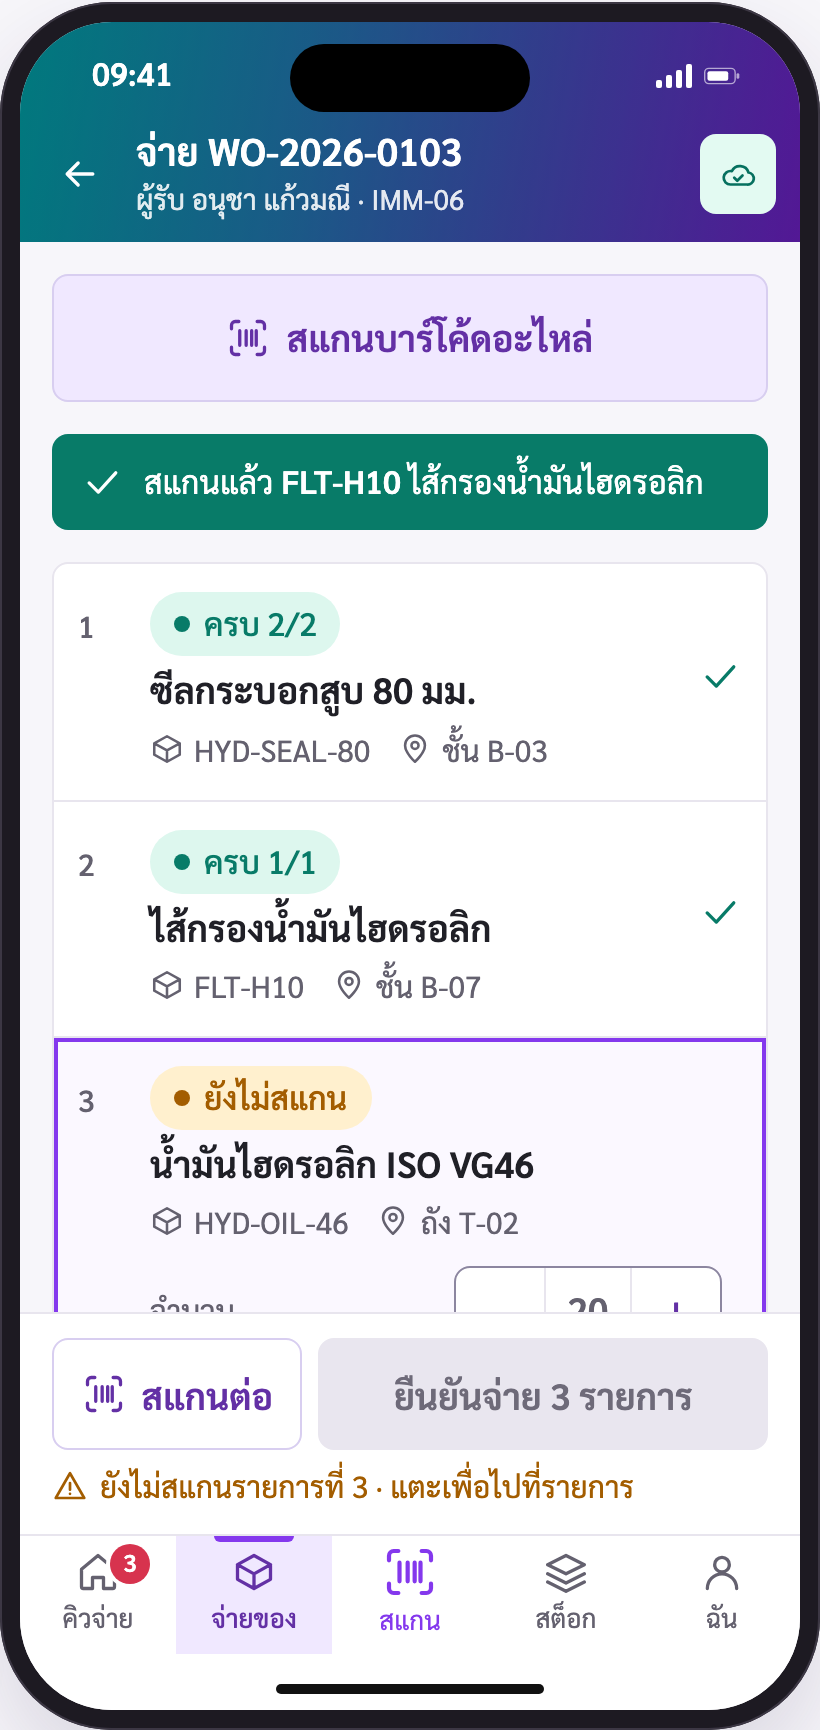 09:41
จ่าย WO-2026-0103
ผู้รับ อนุชา แก้วมณี · IMM-06
สแกนบาร์โค้ดอะไหล่
สแกนแล้ว FLT-H10 ไส้กรองน้ำมันไฮดรอลิก
1
ครบ 2/2
ซีลกระบอกสูบ 80 มม.
HYD-SEAL-80 ชั้น B-03
2
ครบ 1/1
ไส้กรองน้ำมันไฮดรอลิก
FLT-H10 ชั้น B-07
3
ยังไม่สแกน
น้ำมันไฮดรอลิก ISO VG46
HYD-OIL-46 ถัง T-02
จำนวน 20 +
สแกนต่อ
ยืนยันจ่าย 3 รายการ
ยังไม่สแกนรายการที่ 3 · แตะเพื่อไปที่รายการ
3
คิวจ่าย จ่ายของ สแกน สต็อก ฉัน